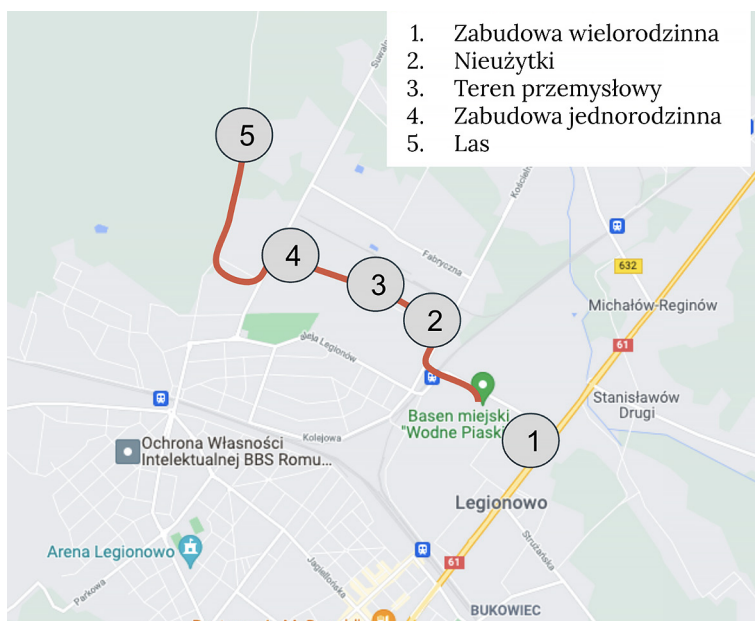 1. Zabudowa wielorodzinna
2. Nieużytki
3. Teren przemysłowy
4. Zabudowa jednorodzinna
5. Las
Suwal
5
Kościeln
4
3
Fabryczna
632
2
Michałów-Reginów
61
Aleja Legionów
Stanisławów
Drugi
Basen miejski
"Wodne Piaski
1
Ochrona Własności
Intelektualnej BBS Romu...
Kolejowa
Legionowo
Strużańska
Arena Legionowo
61
Jagiellońska
Parkowa
BUKOWIEC